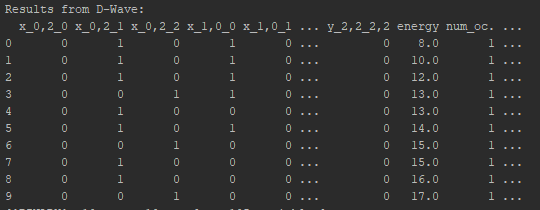 Results from D-Wave:
x_0,2_0 x_0,2_1 x_0,2_2 x_1,0_0 x_1,0_1 ... y_2,2_2,2 energy num_oc. ...
0 0 1 0 1 0 ... 0 8.0 1 ...
1 0 1 0 1 0 ... 0 10.0 1 ...
2 0 1 0 1 0 ... 0 12.0 1 ...
3 0 0 1 1 0 ... 0 13.0 1 ...
4 0 1 0 0 0 ... 0 13.0 1 ...
5 0 1 0 1 0 ... 0 14.0 1 ...
6 0 0 1 0 0 ... 0 15.0 1 ...
7 0 1 0 0 0 ... 0 15.0 1 ...
8 0 1 0 0 0 ... 0 16.0 1 ...
9 0 0 1 0 0 ... 0 17.0 1 ...